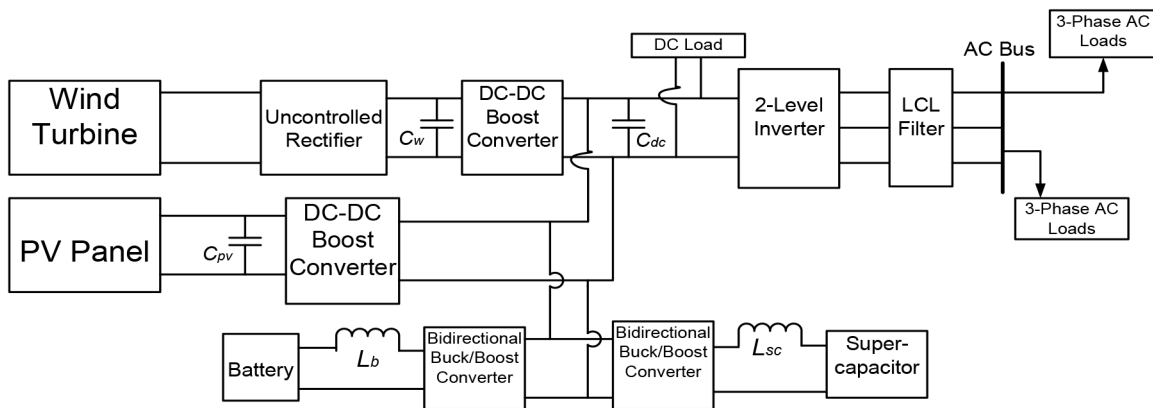 3-Phase AC
Loads
DC Load
AC Bus
Wind
Turbine
Uncontrolled
Rectifier
Cw
DC-DC
Boost
Converter
Cdc
2-Level
Inverter
LCL
Filter
3-Phase AC
Loads
PV Panel
Cpv
DC-DC
Boost
Converter
Battery
Lb
Bidirectional
Buck/Boost
Converter
Bidirectional
Buck/Boost
Converter
Lsc
Super-
capacitor